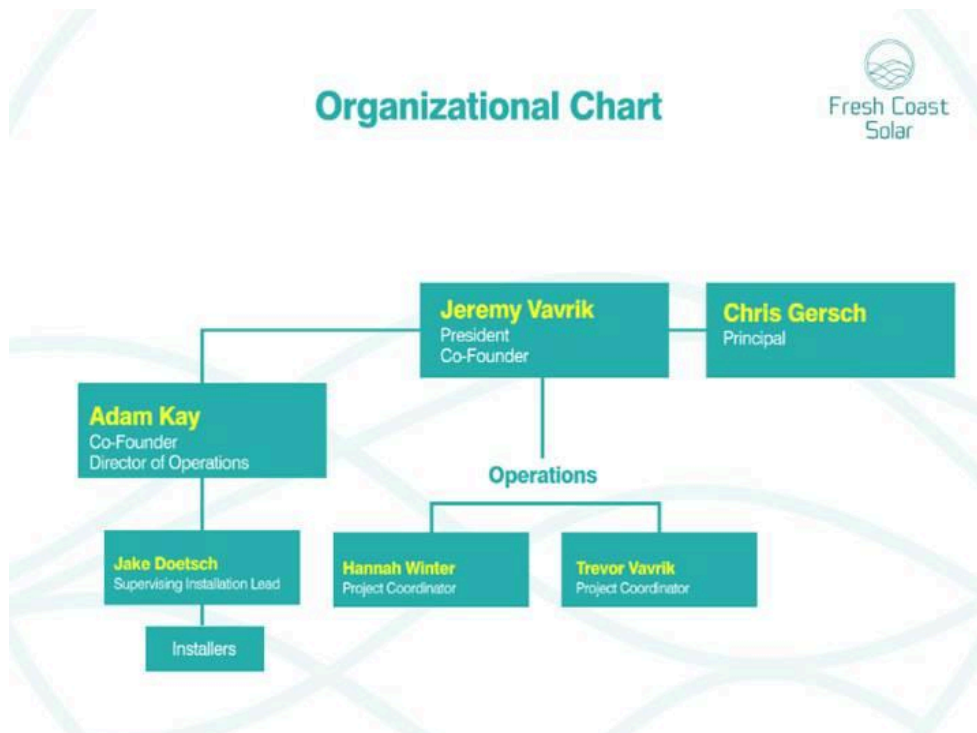 Organizational Chart
Fresh Coast
Solar
Jeremy Vavrik
President
Co-Founder
Chris Gersch
Principal
Adam Kay
Co-Founder
Director of Operations
Operations
Jake Doetsch
Supervising Installation Lead
Hannah Winter
Project Coordinator
Trevor Vavrik
Project Coordinator
Installers